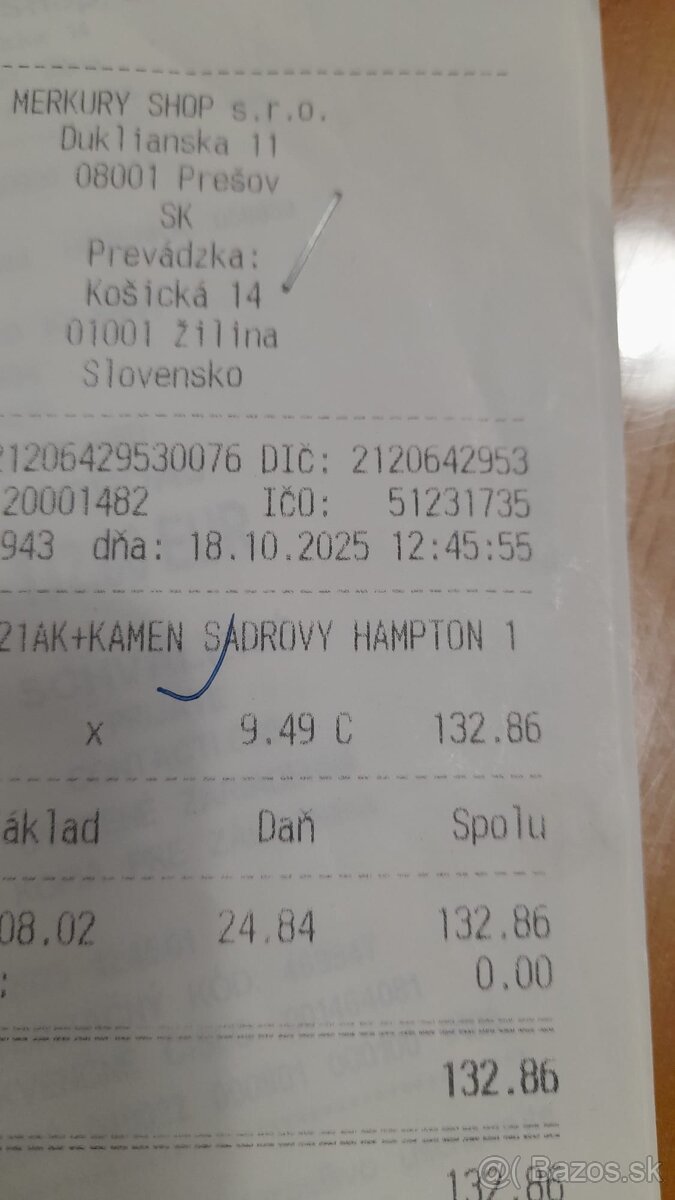 MERKURY SHOP s.r.o.
Duklianska 11
08001 Prešov
SK
Prevádzka:
Košická 14
01001 Žilina
Slovensko
21206429530076 DIČ: 2120642953
20001482 IČO: 51231735
943 dňa: 18.10.2025 12:45:55
21AK+KAMEN SADROVY HAMPTON 1
x 9.49 C 132.86
áklad Daň Spolu
08.02 24.84 132.86
0.00
132.86
132.86
Bazos.sk